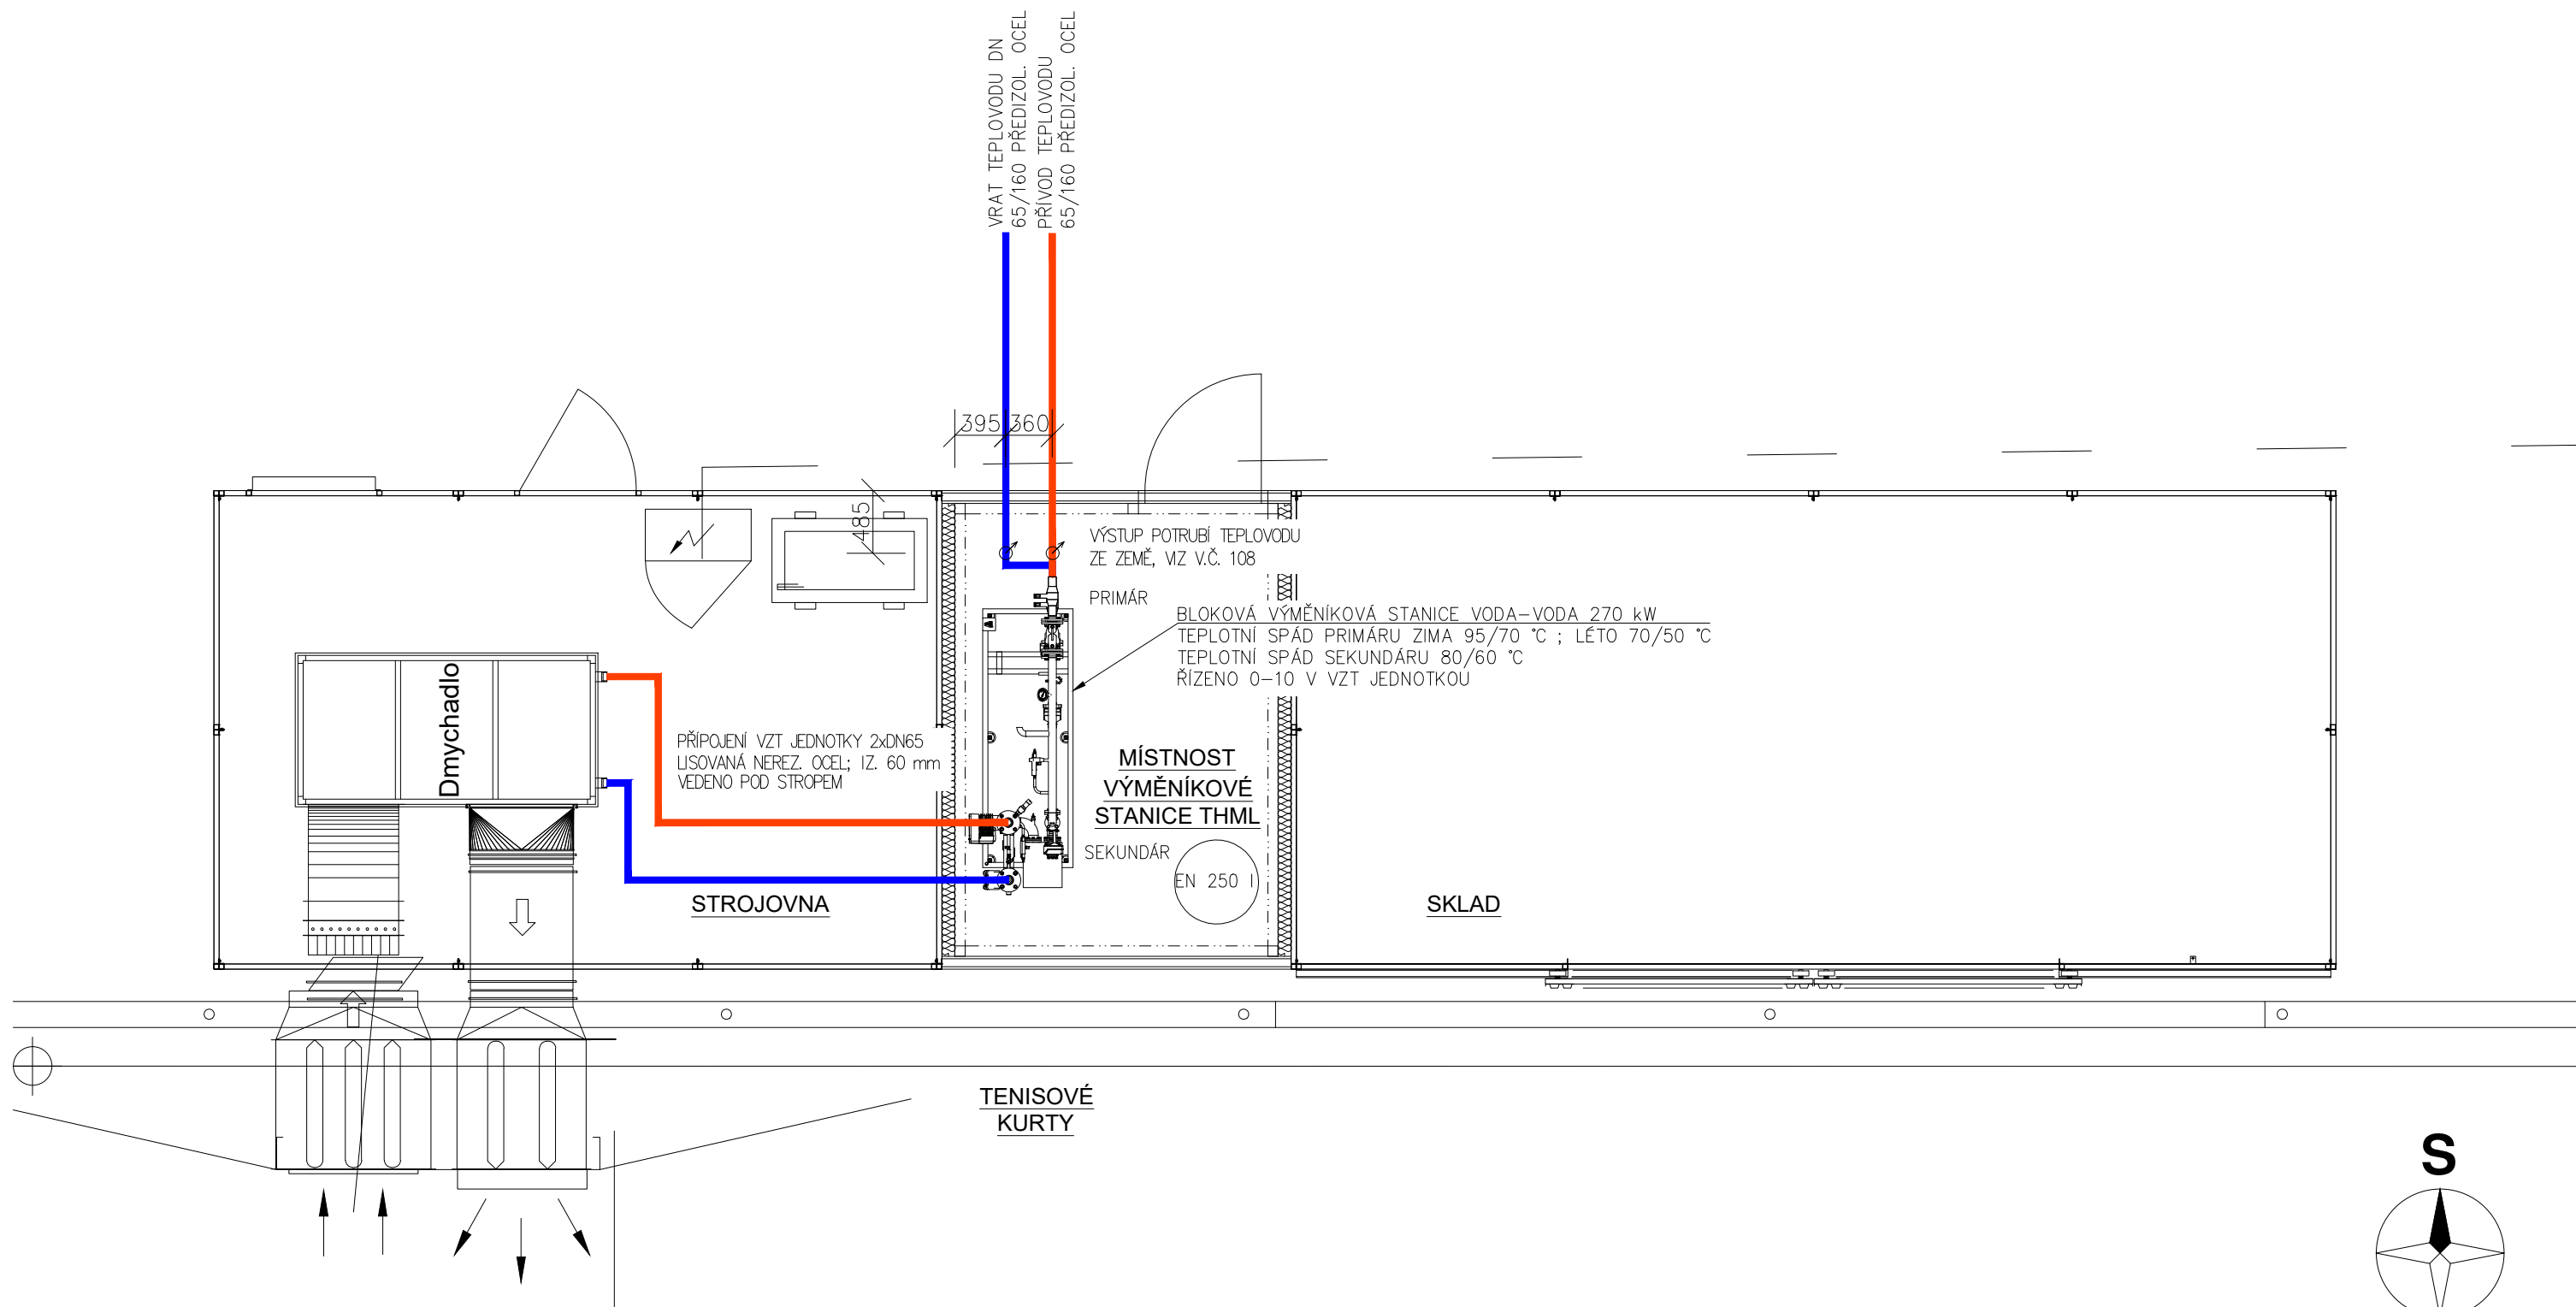 VRAT TEPLOVODU DN
65/160 PŘEDIZOL. OCEL
PŘÍVOD TEPLOVODU
65/160 PŘEDIZOL. OCEL
395
360
485
VÝSTUP POTRUBÍ TEPLOVODU
ZE ZEMĚ, VIZ V.Č. 108
PRIMÁR
BLOKOVÁ VÝMĚNÍKOVÁ STANICE VODA-VODA 270 kW
TEPLOTNÍ SPÁD PRIMÁRU ZIMA 95/70 °C ; LÉTO 70/50 °C
TEPLOTNÍ SPÁD SEKUNDÁRU 80/60 °C
ŘÍZENO 0-10 V VZT JEDNOTKOU
Dmychadlo
PŘÍPOJENÍ VZT JEDNOTKY 2xDN65
LISOVANÁ NEREZ. OCEL; IZ. 60 mm
VEDENO POD STROPEM
MÍSTNOST
VÝMĚNÍKOVÉ
STANICE THML
SEKUNDÁR
EN 250 l
STROJOVNA
SKLAD
TENISOVÉ
KURTY
S